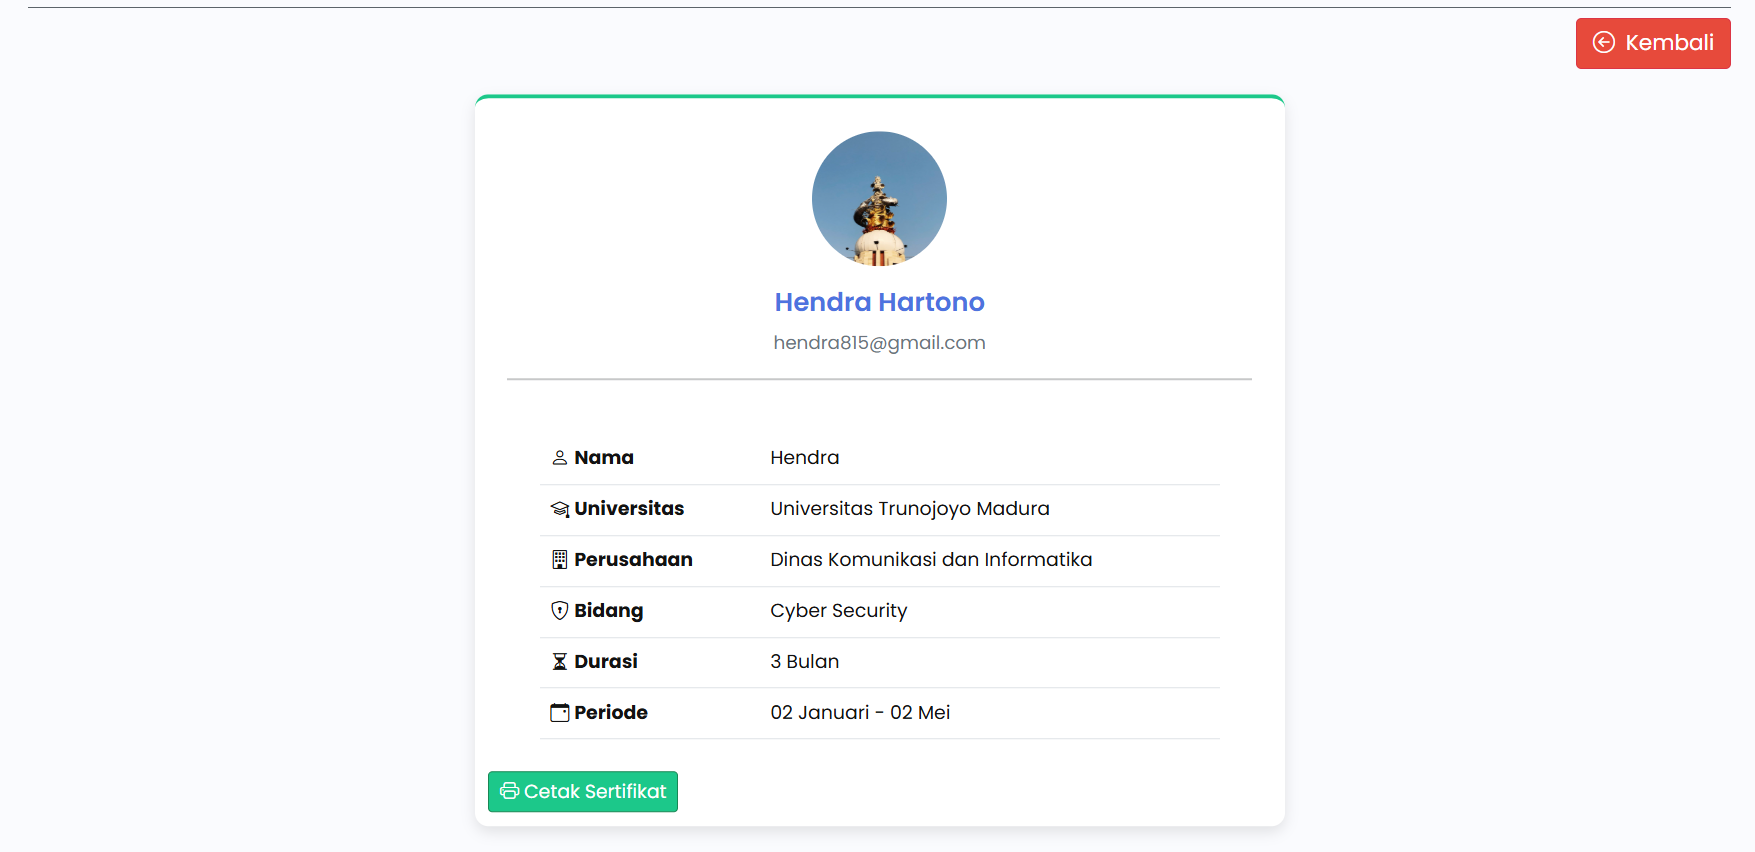 Kembali
Hendra Hartono
hendra815@gmail.com
Nama Hendra
Universitas Universitas Trunojoyo Madura
Perusahaan Dinas Komunikasi dan Informatika
Bidang Cyber Security
Durasi 3 Bulan
Periode 02 Januari - 02 Mei
Cetak Sertifikat